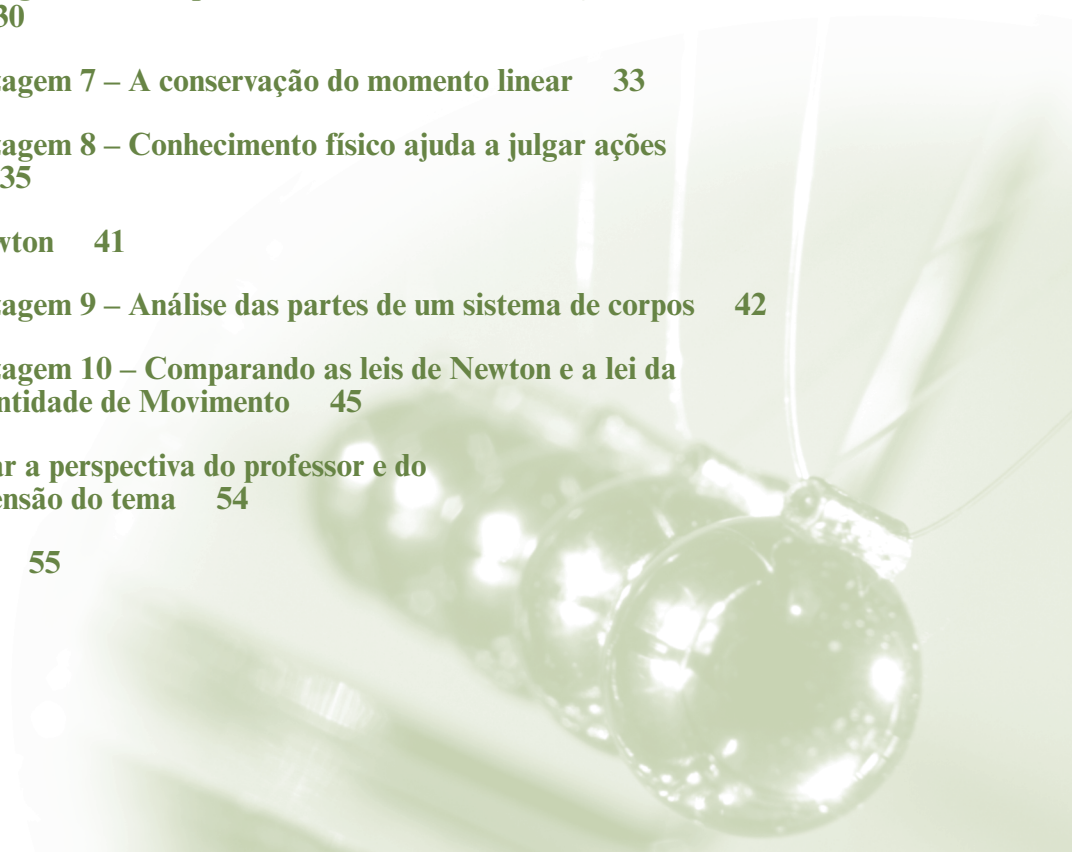 30
agem 7 – A conservação do momento linear 33
agem 8 – Conhecimento físico ajuda a julgar ações
35
wton 41
agem 9 – Análise das partes de um sistema de corpos 42
agem 10 – Comparando as leis de Newton e a lei da
ntidade de Movimento 45
ar a perspectiva do professor e do
ensão do tema 54
55